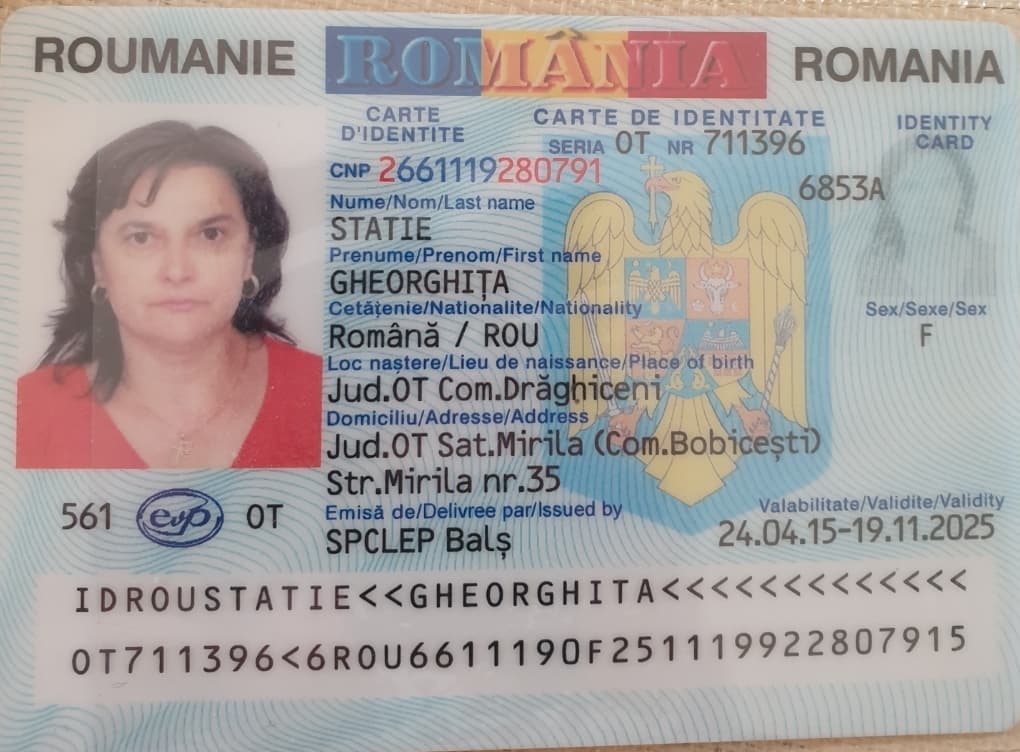 ROUMANIE ROMÂNIA ROMANIA
CARTE D'IDENTITE
CARTE DE IDENTITATE
IDENTITY CARD
SERIA OT NR 711396
CNP 2661119280791
6853A
Nume/Nom/Last name
STATIE
Prenume/Prenom/First name
GHEORGHIȚA
Cetățenie/Nationalite/Nationality
Română / ROU
Sex/Sexe/Sex
F
Loc naștere/Lieu de naissance/Place of birth
Jud.OT Com.Drăghiceni
Domiciliu/Adresse/Address
Jud.OT Sat.Mirila (Com.Bobicești)
Str.Mirila nr.35
561 evp OT
Emisă de/Delivree par/Issued by
SPCLEP Balș
Valabilitate/Validite/Validity
24.04.15-19.11.2025
IDROUSTATIE<<GHEORGHITA<<<<<<<<<<<<<
OT711396<6ROU6611190F251119922807915